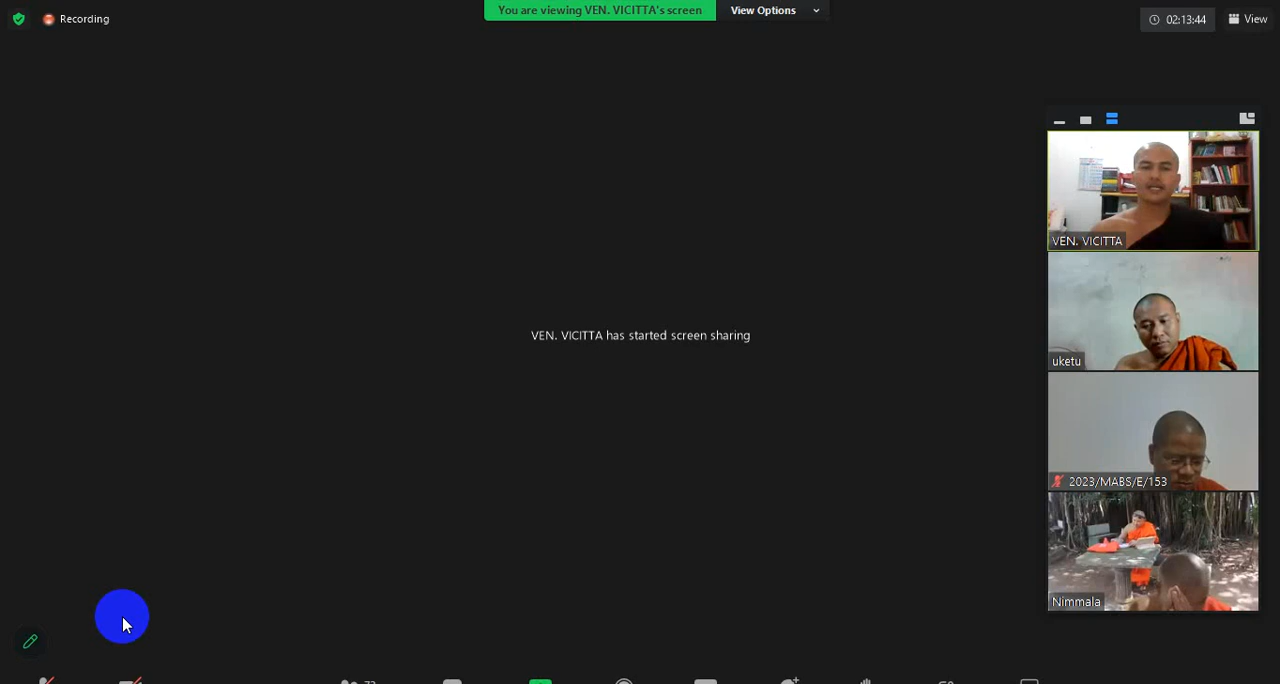 Recording
You are viewing VEN. VICITTA's screen
View Options
02:13:44
View
VEN. VICITTA has started screen sharing
VEN. VICITTA
uketu
2023/MABS/E/153
Nimmala